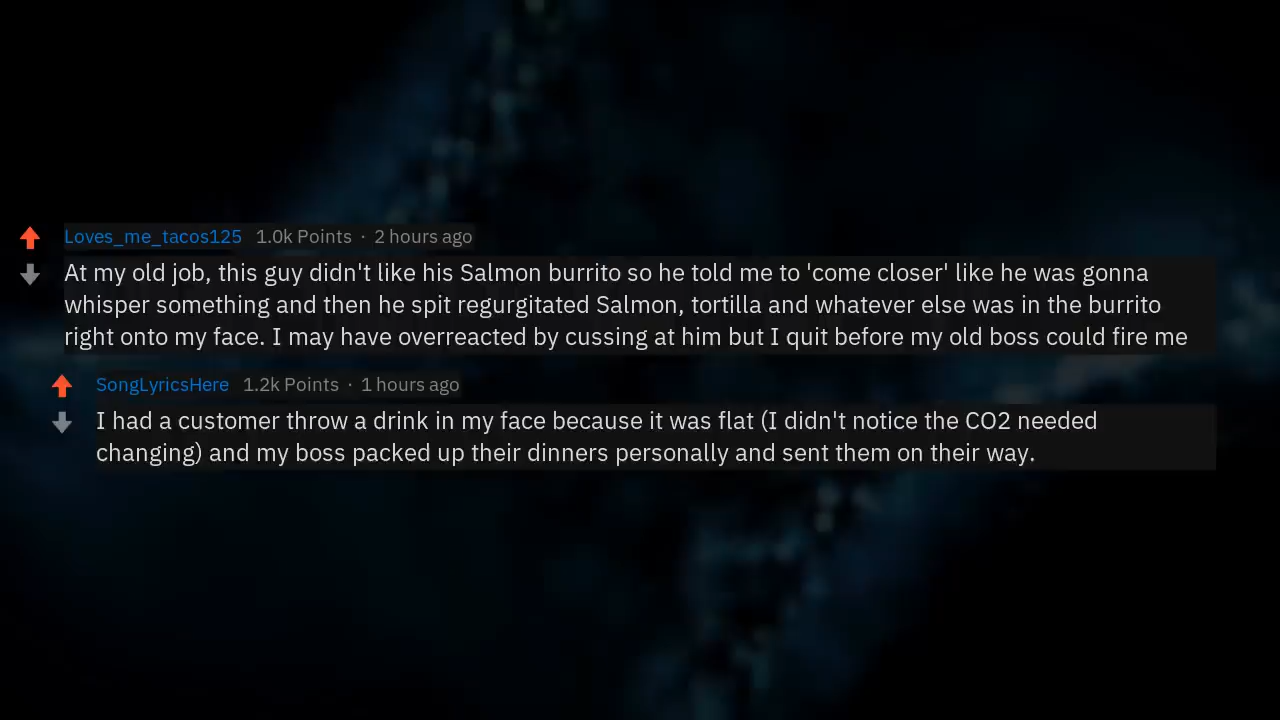 Loves_me_tacos125 1.0k Points · 2 hours ago
At my old job, this guy didn't like his Salmon burrito so he told me to 'come closer' like he was gonna
whisper something and then he spit regurgitated Salmon, tortilla and whatever else was in the burrito
right onto my face. I may have overreacted by cussing at him but I quit before my old boss could fire me
SongLyricsHere 1.2k Points · 1 hours ago
I had a customer throw a drink in my face because it was flat (I didn't notice the CO2 needed
changing) and my boss packed up their dinners personally and sent them on their way.